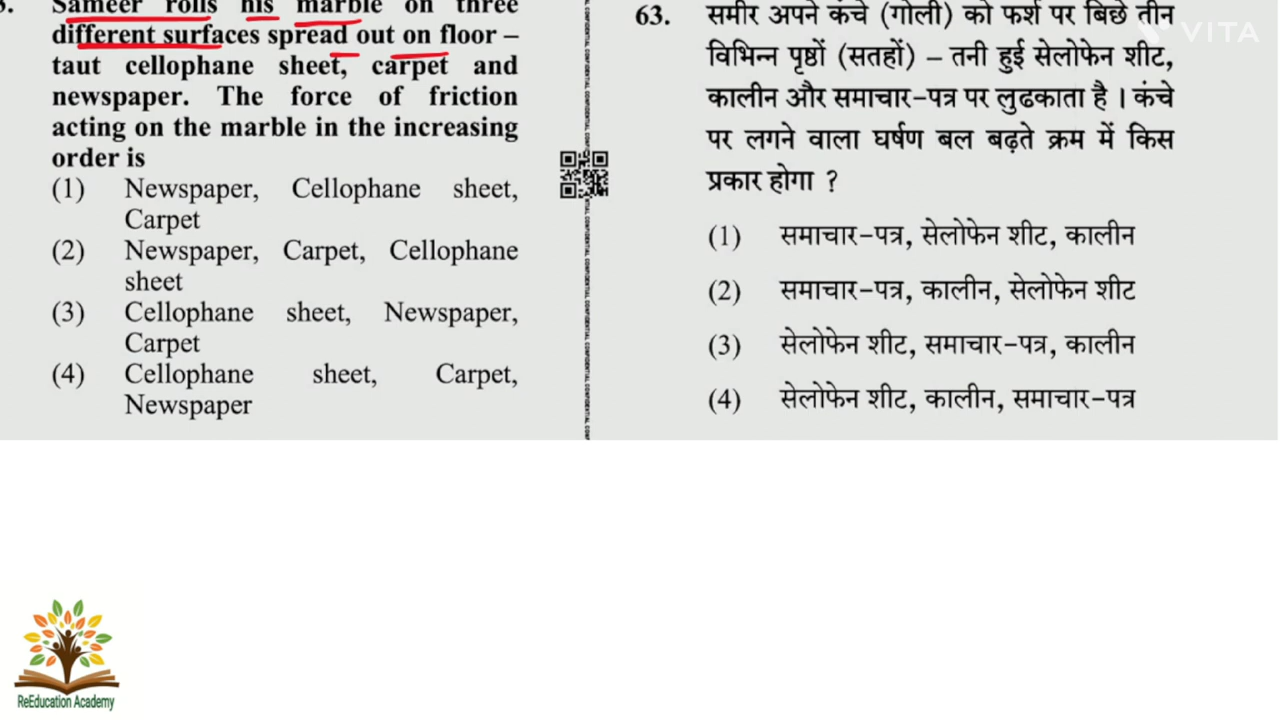 Sameer rolls his marble on three
different surfaces spread out on floor –
taut cellophane sheet, carpet and
newspaper. The force of friction
acting on the marble in the increasing
order is
(1) Newspaper, Cellophane sheet,
Carpet
(2) Newspaper, Carpet, Cellophane
sheet
(3) Cellophane sheet, Newspaper,
Carpet
(4) Cellophane sheet, Carpet,
Newspaper
63. समीर अपने कंचे (गोली) को फर्श पर बिछे तीन
विभिन्न पृष्ठों (सतहों) – तनी हुई सेलोफेन शीट,
कालीन और समाचार-पत्र पर लुढकाता है । कंचे
पर लगने वाला घर्षण बल बढ़ते क्रम में किस
प्रकार होगा ?
(1) समाचार-पत्र, सेलोफेन शीट, कालीन
(2) समाचार-पत्र, कालीन, सेलोफेन शीट
(3) सेलोफेन शीट, समाचार-पत्र, कालीन
(4) सेलोफेन शीट, कालीन, समाचार-पत्र
VITA
ReEducation Academy